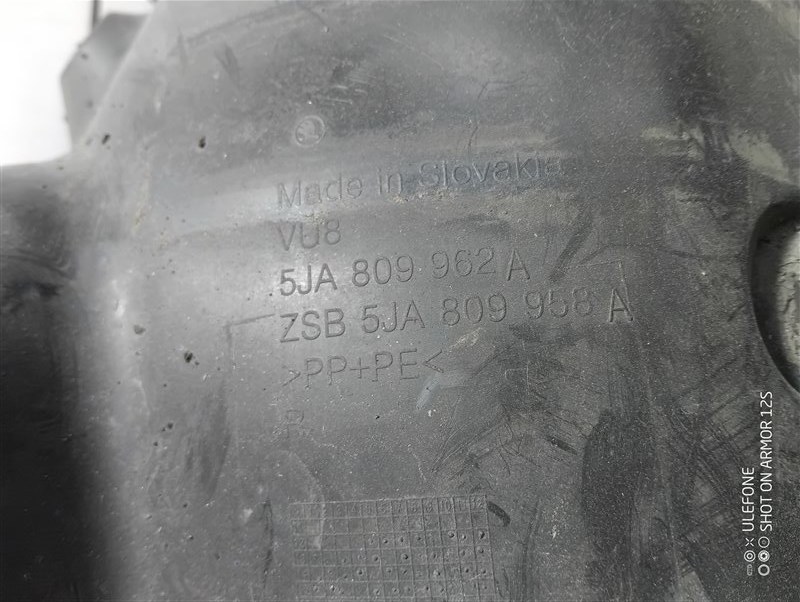 Made in Slovakia
VU8
5JA 809 962 A
ZSB 5JA 809 958 A
>PP+PE<
ULEFONE
SHOT ON ARMOR 12S